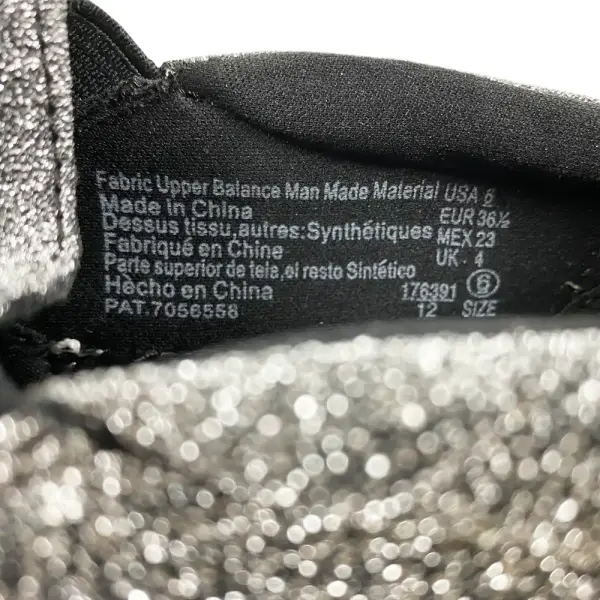 Fabric Upper Balance Man Made Material
Made in China
Dessus tissu,autres:Synthétiques
Fabriqué en Chine
Parte superior de tela,el resto Sintético
Hecho en China
PAT.7056558
USA 6
EUR 36½
MEX 23
UK - 4
176391 6
12 SIZE